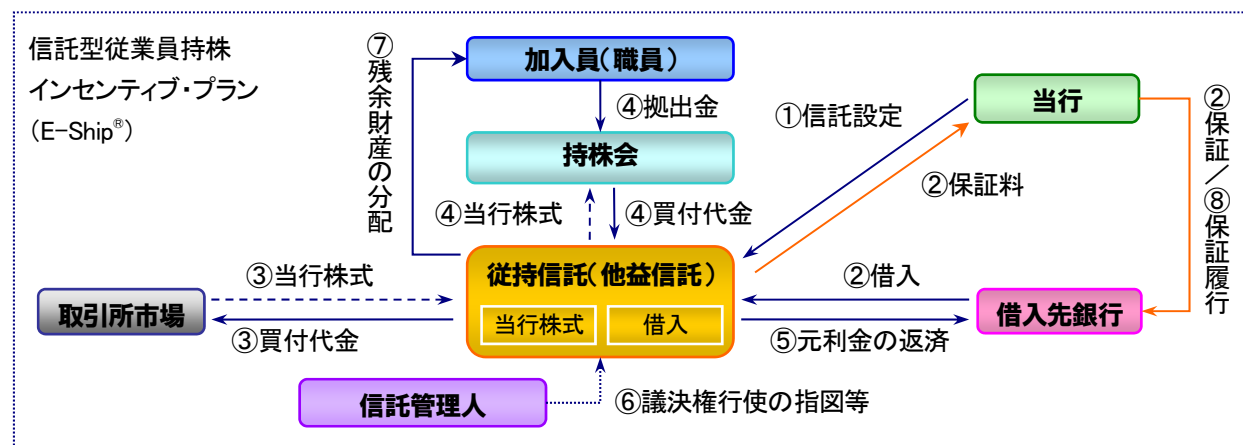 信託型従業員持株
インセンティブ・プラン
(E-Ship®)
⑦残余財産の分配
加入員(職員)
④拠出金
持株会
④当行株式
④買付代金
①信託設定
②保証料
当行
②保証/⑧保証履行
従持信託(他益信託)
当行株式
借入
③当行株式
取引所市場
③買付代金
②借入
⑤元利金の返済
借入先銀行
信託管理人
⑥議決権行使の指図等